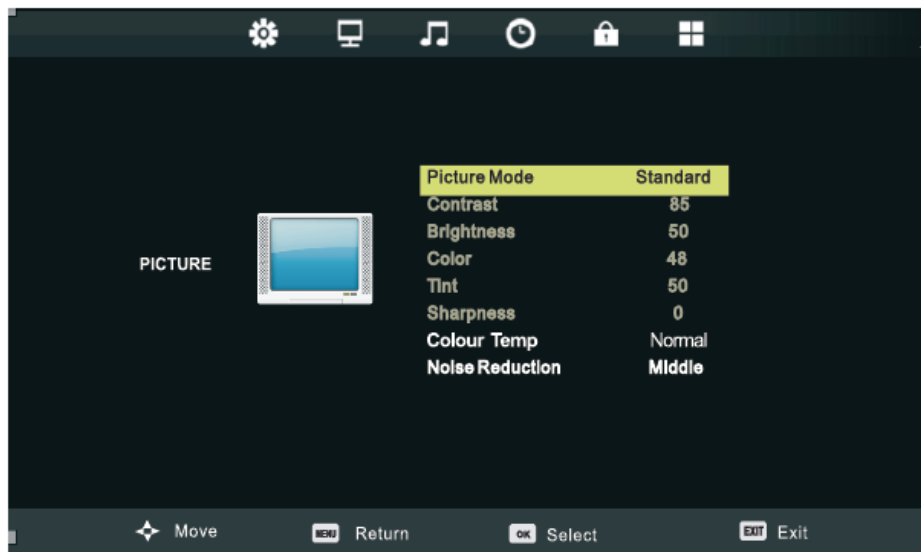 Picture Mode Standard
Contrast 85
Brightness 50
Color 48
PICTURE
Tint 50
Sharpness 0
Colour Temp Normal
Noise Reduction Middle
Move MENU Return OK Select EXIT Exit